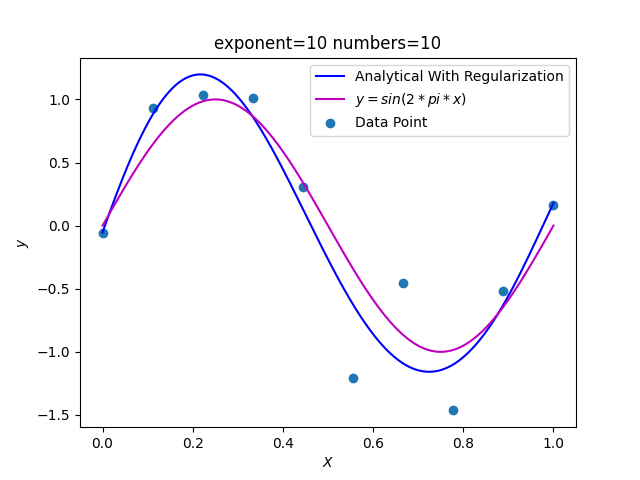 exponent=10 numbers=10
Analytical With Regularization
y = sin(2 * pi * x)
Data Point
1.0
0.5
0.0
−0.5
−1.0
−1.5
y
0.0 0.2 0.4 0.6 0.8 1.0
X